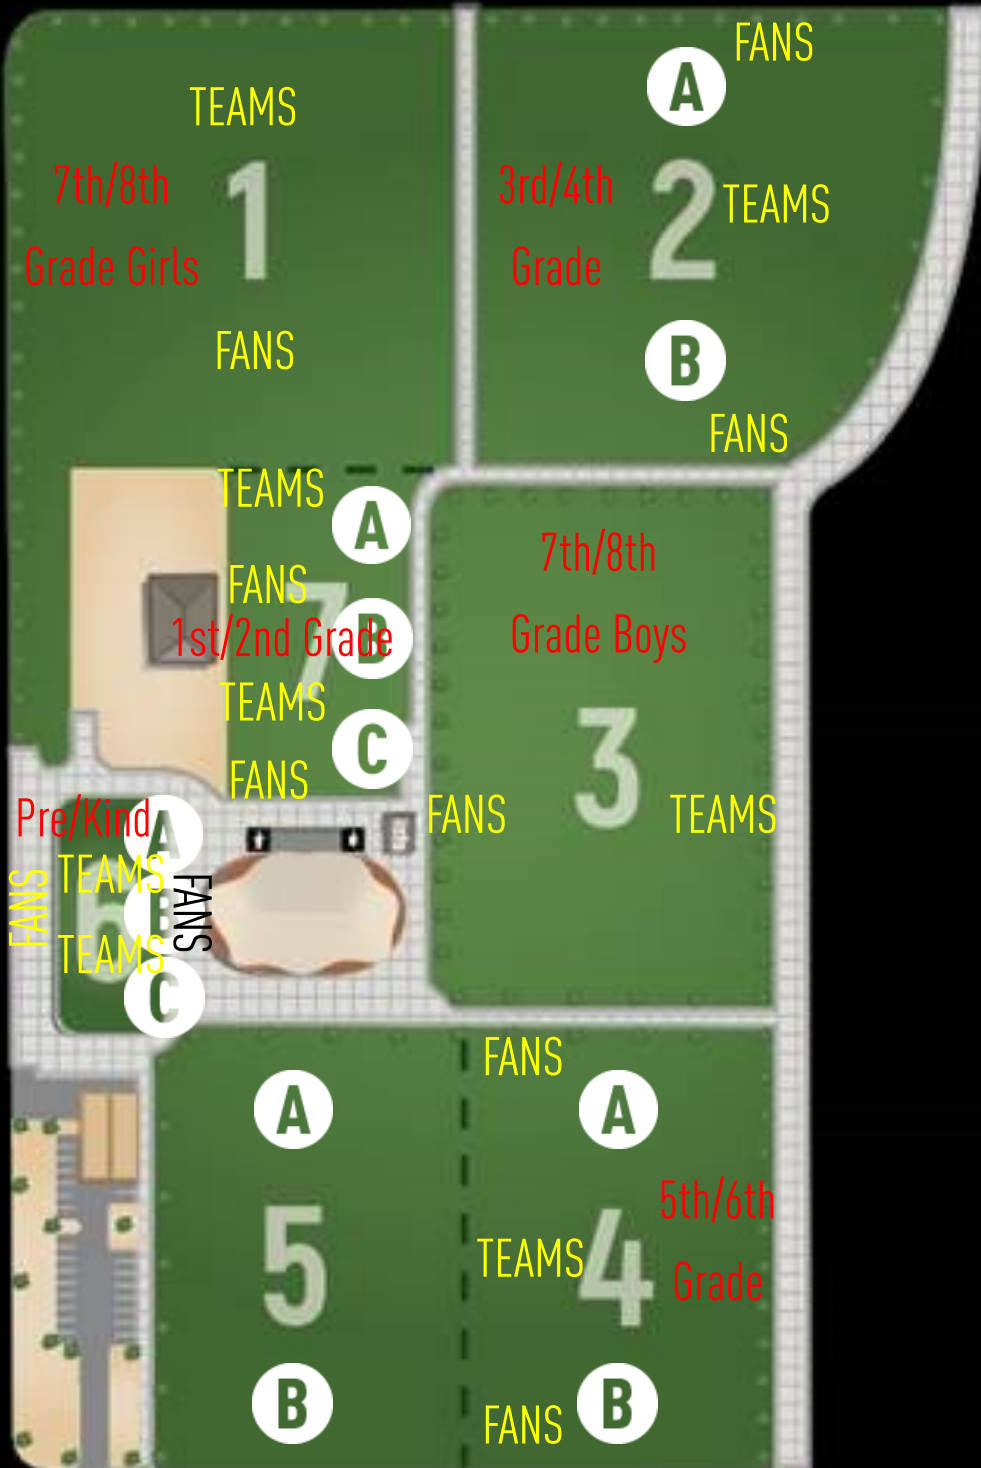 TEAMS
7th/8th
Grade Girls
1
FANS
FANS
A
3rd/4th
Grade
2
TEAMS
B
FANS
TEAMS
A
FANS
7
1st/2nd Grade
B
TEAMS
C
FANS
7th/8th
Grade Boys
3
FANS
TEAMS
Pre/Kind
A
TEAMS
FANS
6
B
FANS
TEAMS
C
A
5
B
FANS
A
5th/6th
Grade
TEAMS
4
FANS
B